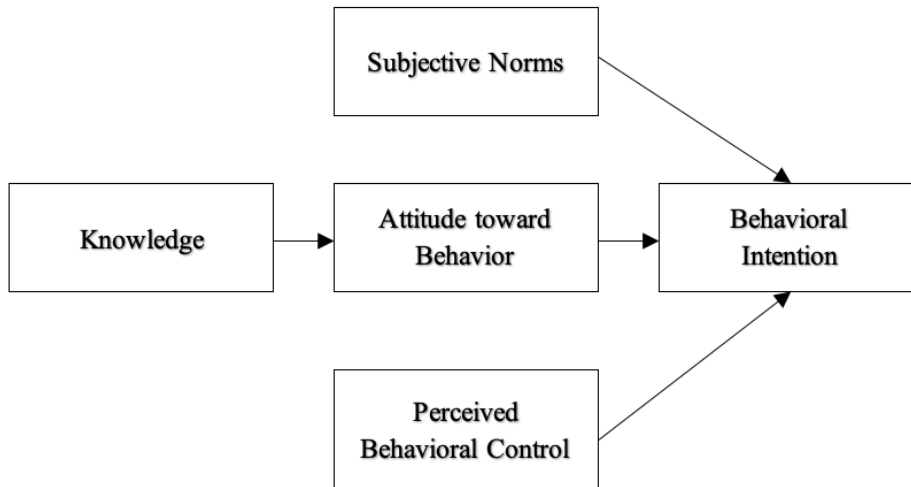 Subjective Norms
Knowledge
Attitude toward
Behavior
Behavioral
Intention
Perceived
Behavioral Control